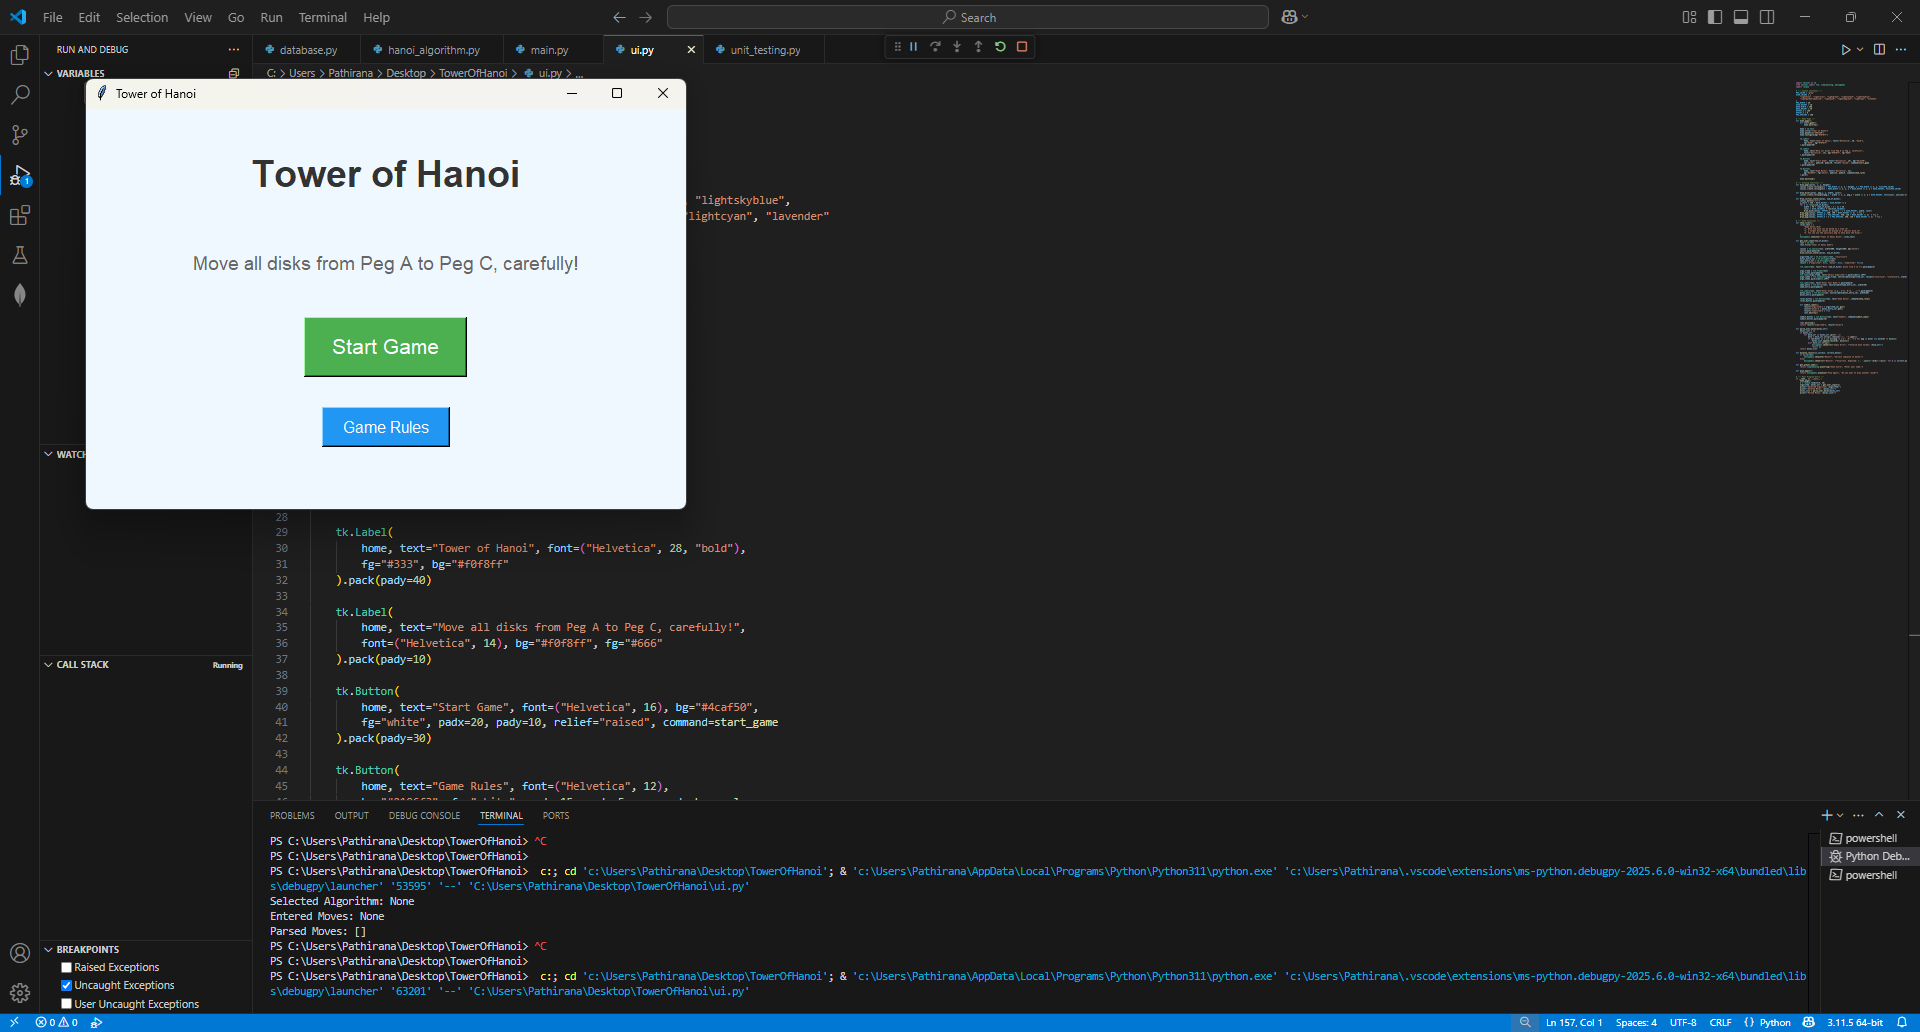 File Edit Selection View Go Run Terminal Help
Search
RUN AND DEBUG
database.py
hanoi_algorithm.py
main.py
ui.py
unit_testing.py
VARIABLES
C: > Users > Pathirana > Desktop > TowerOfHanoi > ui.py > ...
Tower of Hanoi
Tower of Hanoi
Move all disks from Peg A to Peg C, carefully!
Start Game
Game Rules
"lightskyblue",
lightcyan", "lavender"
WATCH
CALL STACK
Running
28
29 tk.Label(
30 home, text="Tower of Hanoi", font=("Helvetica", 28, "bold"),
31 fg="#333", bg="#f0f8ff"
32 ).pack(pady=40)
33
34 tk.Label(
35 home, text="Move all disks from Peg A to Peg C, carefully!",
36 font=("Helvetica", 14), bg="#f0f8ff", fg="#666"
37 ).pack(pady=10)
38
39 tk.Button(
40 home, text="Start Game", font=("Helvetica", 16), bg="#4caf50",
41 fg="white", padx=20, pady=10, relief="raised", command=start_game
42 ).pack(pady=30)
43
44 tk.Button(
45 home, text="Game Rules", font=("Helvetica", 12),
PROBLEMS OUTPUT DEBUG CONSOLE TERMINAL PORTS
PS C:\Users\Pathirana\Desktop\TowerOfHanoi> ^C
PS C:\Users\Pathirana\Desktop\TowerOfHanoi>
PS C:\Users\Pathirana\Desktop\TowerOfHanoi> c:; cd 'c:\Users\Pathirana\Desktop\TowerOfHanoi'; & 'c:\Users\Pathirana\AppData\Local\Programs\Python\Python311\python.exe' 'c:\Users\Pathirana\.vscode\extensions\ms-python.debugpy-2025.6.0-win32-x64\bundled\lib
s\debugpy\launcher' '53595' '--' 'C:\Users\Pathirana\Desktop\TowerOfHanoi\ui.py'
Selected Algorithm: None
Entered Moves: None
Parsed Moves: []
PS C:\Users\Pathirana\Desktop\TowerOfHanoi> ^C
PS C:\Users\Pathirana\Desktop\TowerOfHanoi>
PS C:\Users\Pathirana\Desktop\TowerOfHanoi> c:; cd 'c:\Users\Pathirana\Desktop\TowerOfHanoi'; & 'c:\Users\Pathirana\AppData\Local\Programs\Python\Python311\python.exe' 'c:\Users\Pathirana\.vscode\extensions\ms-python.debugpy-2025.6.0-win32-x64\bundled\lib
s\debugpy\launcher' '63201' '--' 'C:\Users\Pathirana\Desktop\TowerOfHanoi\ui.py'
powershell
Python Deb...
powershell
BREAKPOINTS
Raised Exceptions
Uncaught Exceptions
User Uncaught Exceptions
0 0
Ln 157, Col 1 Spaces: 4 UTF-8 CRLF {} Python 3.11.5 64-bit